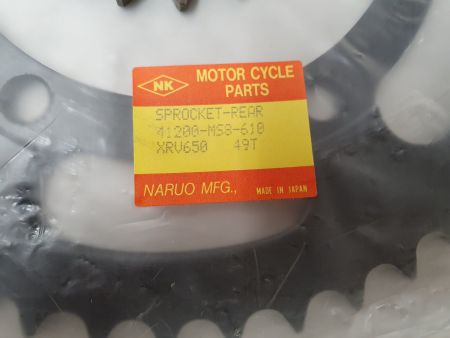 NK
MOTOR CYCLE
PARTS
SPROCKET-REAR
41200-MS8-610
XRV650 49T
NARUO MFG.,
MADE IN JAPAN